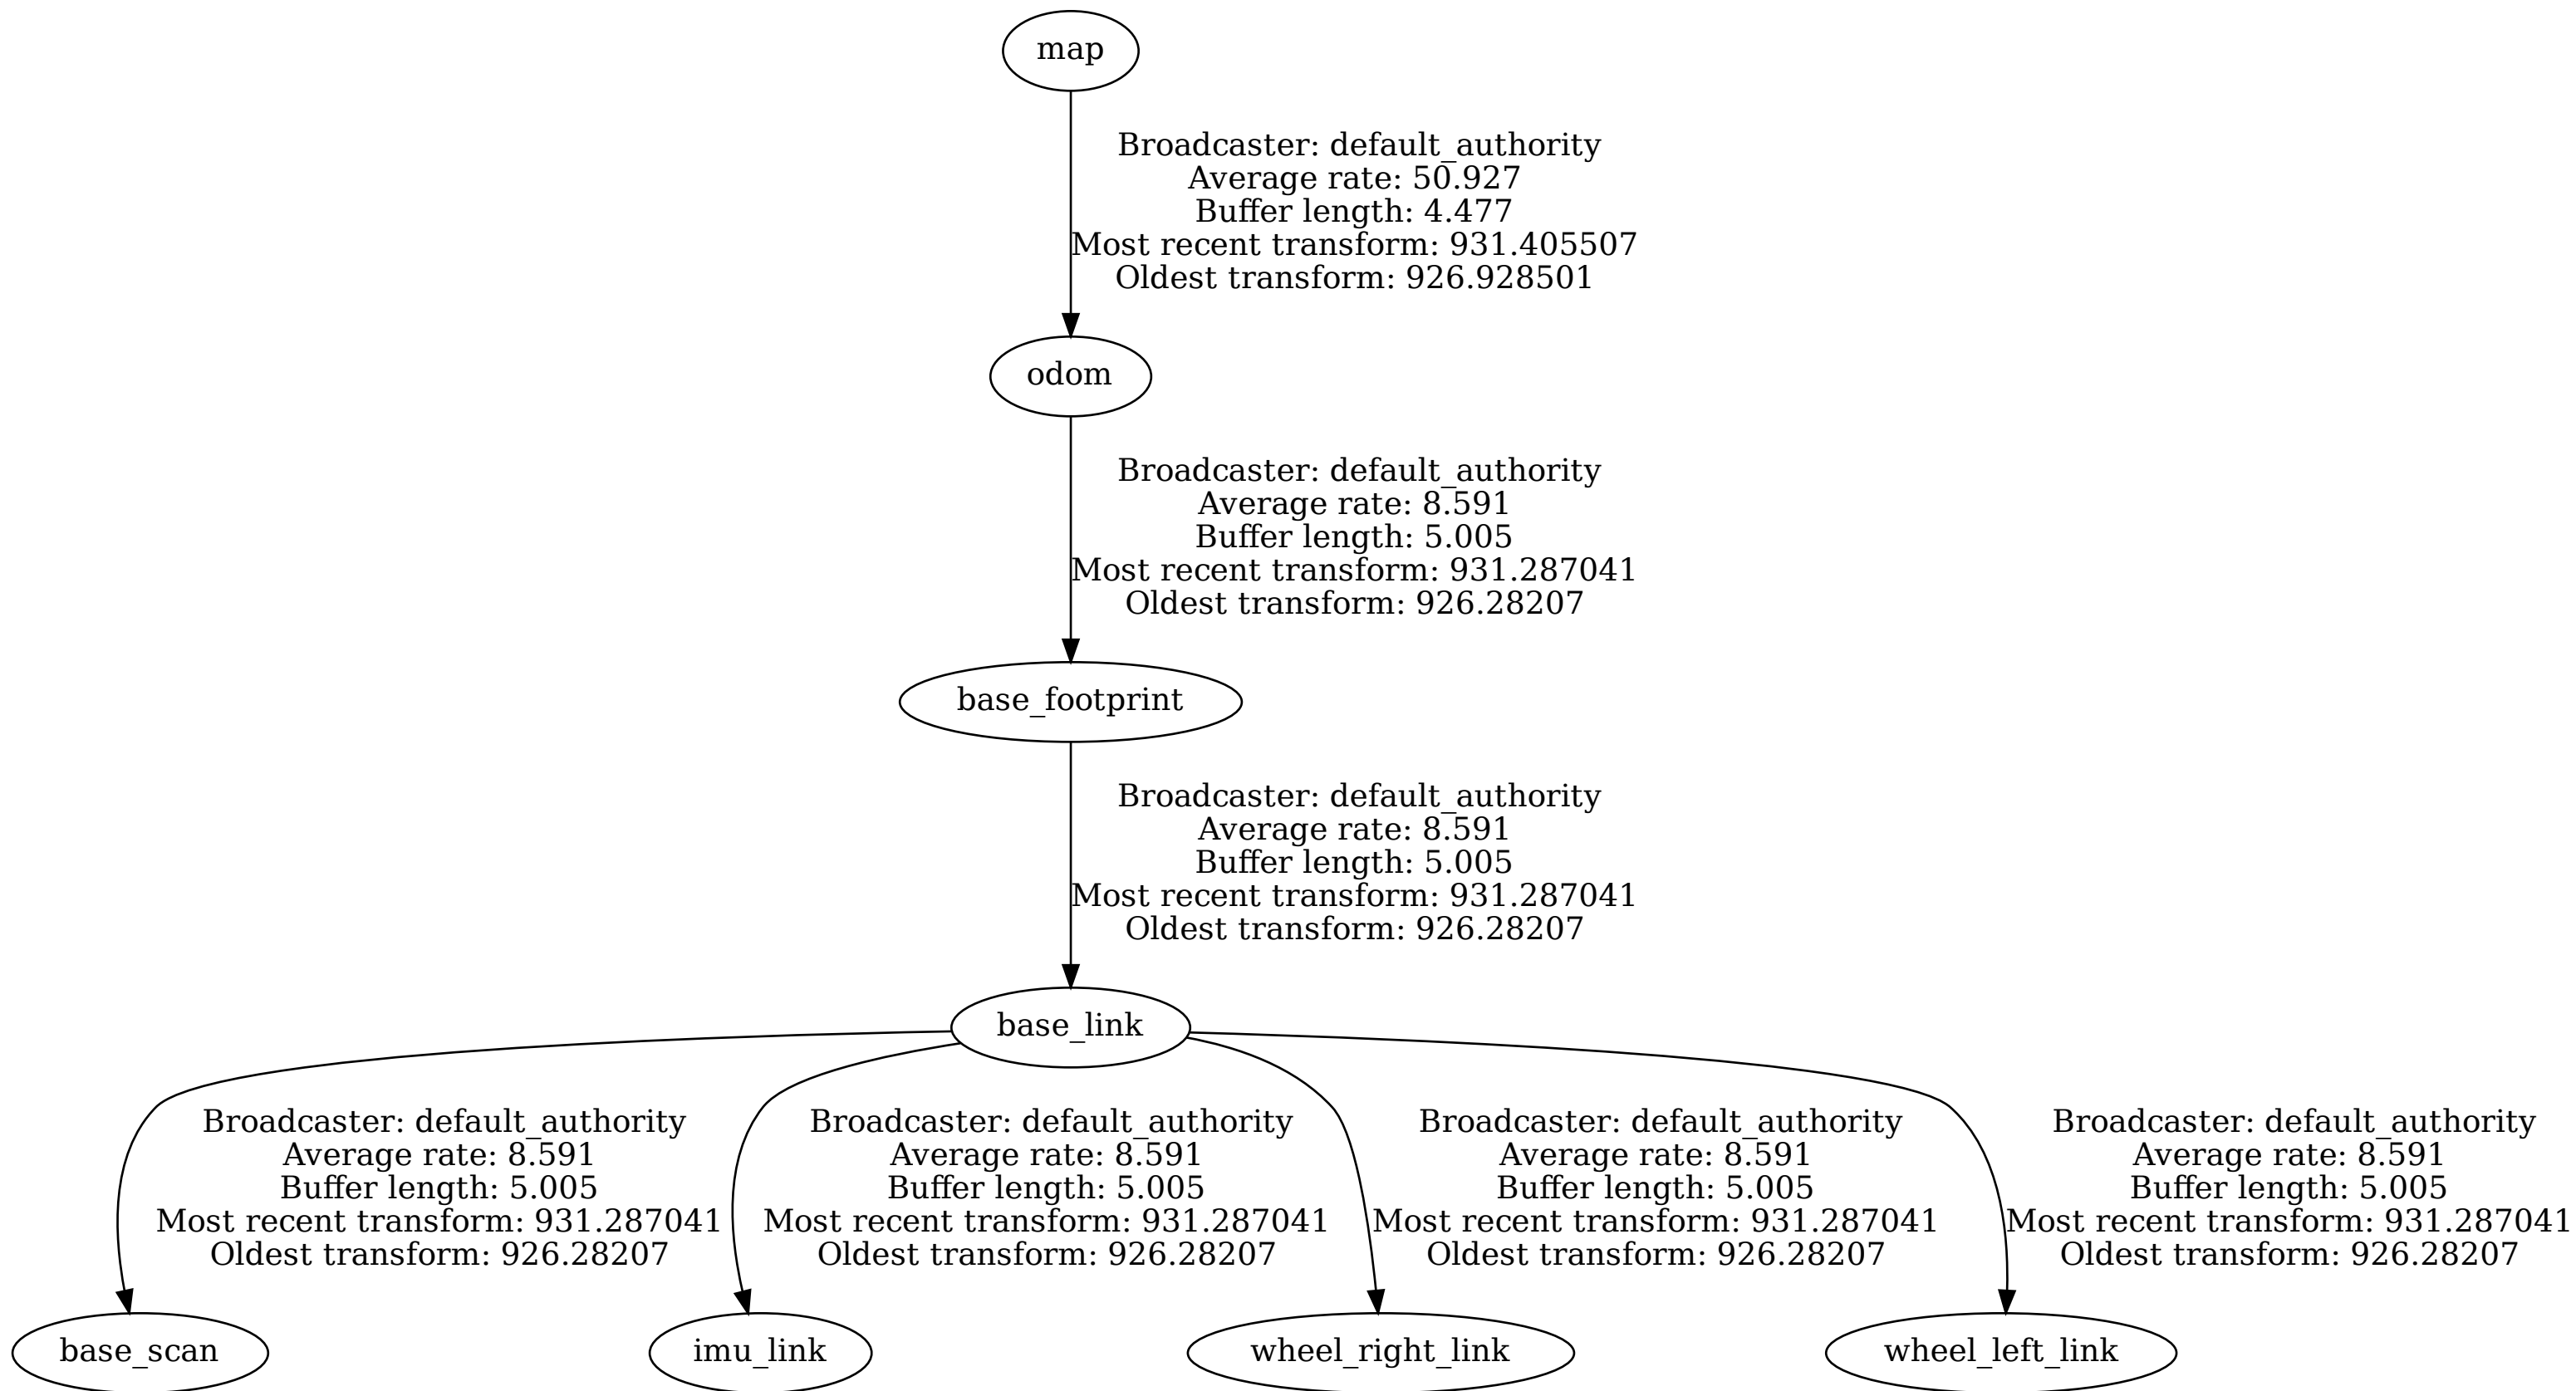 map
Broadcaster: default_authority
Average rate: 50.927
Buffer length: 4.477
Most recent transform: 931.405507
Oldest transform: 926.928501
odom
Broadcaster: default_authority
Average rate: 8.591
Buffer length: 5.005
Most recent transform: 931.287041
Oldest transform: 926.28207
base_footprint
Broadcaster: default_authority
Average rate: 8.591
Buffer length: 5.005
Most recent transform: 931.287041
Oldest transform: 926.28207
base_link
Broadcaster: default_authority
Average rate: 8.591
Buffer length: 5.005
Most recent transform: 931.287041
Oldest transform: 926.28207
Broadcaster: default_authority
Average rate: 8.591
Buffer length: 5.005
Most recent transform: 931.287041
Oldest transform: 926.28207
Broadcaster: default_authority
Average rate: 8.591
Buffer length: 5.005
Most recent transform: 931.287041
Oldest transform: 926.28207
Broadcaster: default_authority
Average rate: 8.591
Buffer length: 5.005
Most recent transform: 931.287041
Oldest transform: 926.28207
base_scan
imu_link
wheel_right_link
wheel_left_link